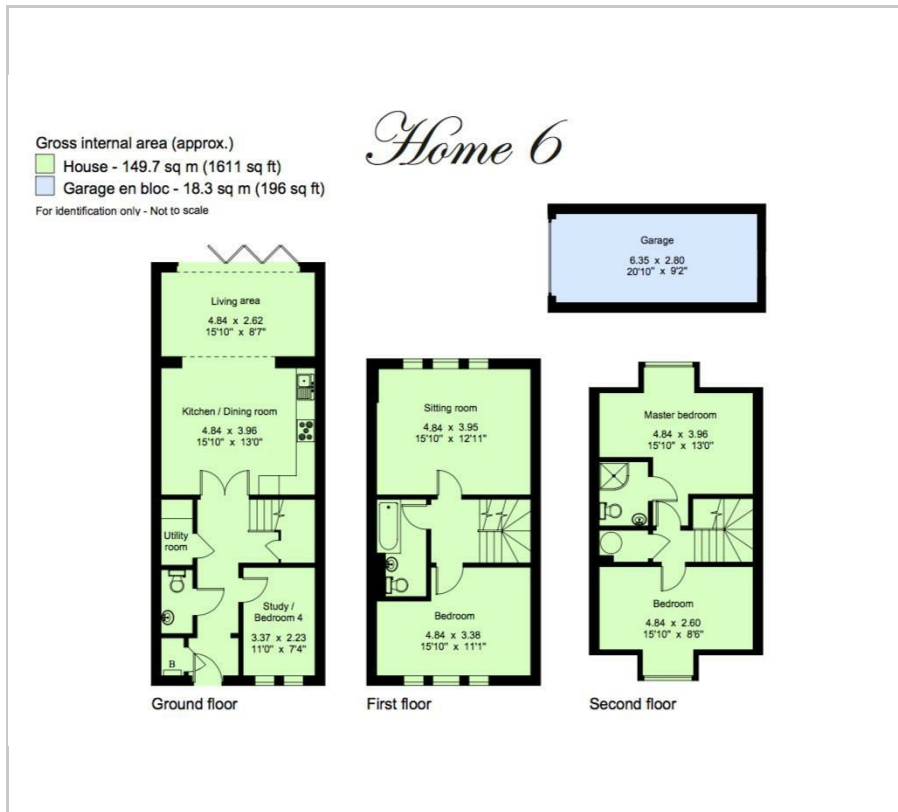 Home 6
Gross internal area (approx.)
House - 149.7 sq m (1611 sq ft)
Garage en bloc - 18.3 sq m (196 sq ft)
For identification only - Not to scale
Garage
6.35 x 2.80
20'10" x 9'2"
Living area
4.84 x 2.62
15'10" x 8'7"
Kitchen / Dining room
4.84 x 3.96
15'10" x 13'0"
Utility
room
Study /
Bedroom 4
3.37 x 2.23
11'0" x 7'4"
B
Ground floor
Sitting room
4.84 x 3.95
15'10" x 12'11"
Bedroom
4.84 x 3.38
15'10" x 11'1"
First floor
Master bedroom
4.84 x 3.96
15'10" x 13'0"
Bedroom
4.84 x 2.60
15'10" x 8'6"
Second floor